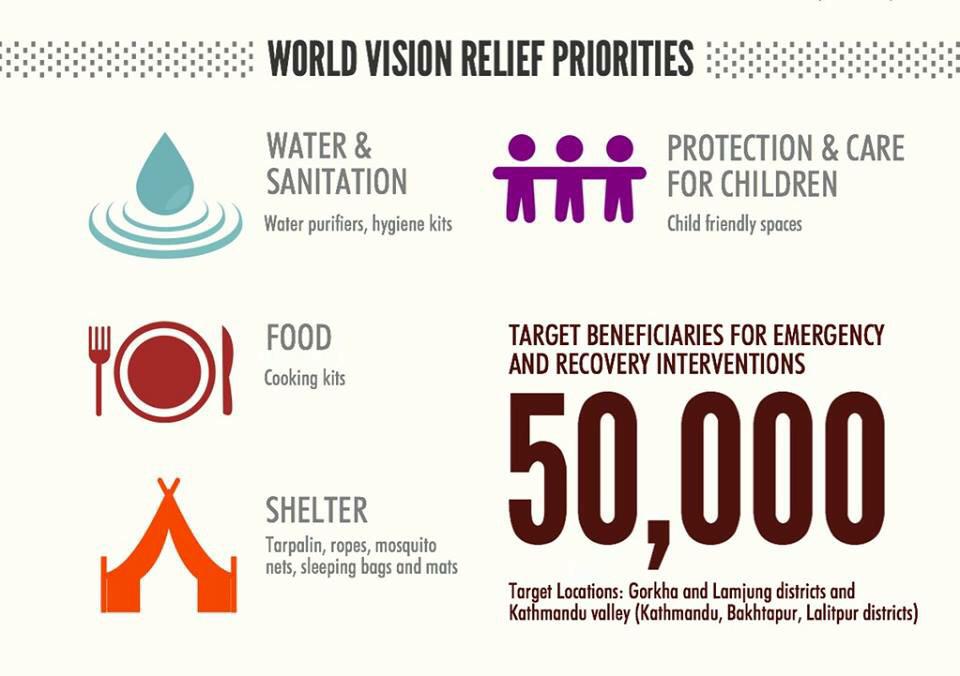 WORLD VISION RELIEF PRIORITIES
WATER &
SANITATION
Water purifiers, hygiene kits
PROTECTION & CARE
FOR CHILDREN
Child friendly spaces
FOOD
Cooking kits
SHELTER
Tarpalin, ropes, mosquito
nets, sleeping bags and mats
TARGET BENEFICIARIES FOR EMERGENCY
AND RECOVERY INTERVENTIONS
50,000
Target Locations: Gorkha and Lamjung districts and
Kathmandu valley (Kathmandu, Bakhtapur, Lalitpur districts)